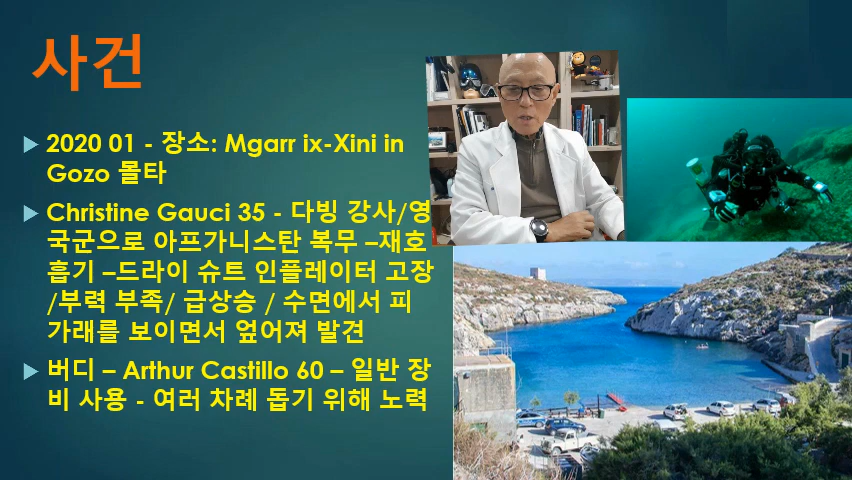 사건
2020 01 - 장소: Mgarr ix-Xini in
Gozo 몰타
Christine Gauci 35 - 다빙 강사/영
국군으로 아프가니스탄 복무 –재호
흡기 –드라이 슈트 인플레이터 고장
/부력 부족/ 급상승 / 수면에서 피
가래를 보이면서 엎어져 발견
버디 – Arthur Castillo 60 – 일반 장
비 사용 - 여러 차례 돕기 위해 노력